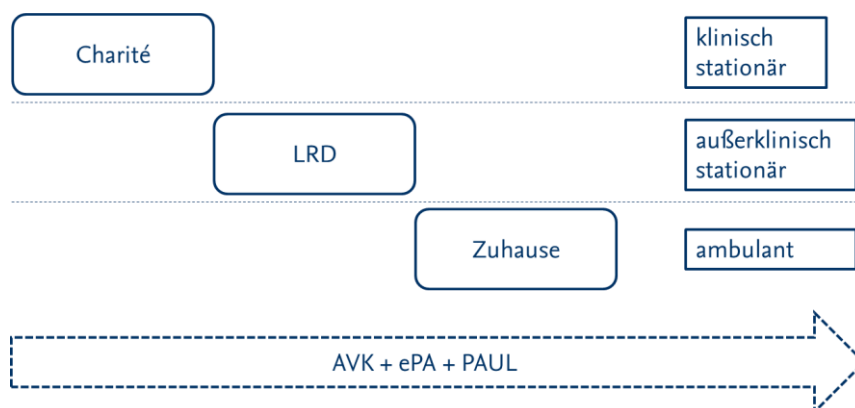 Charité
klinisch
stationär
LRD
außerklinisch
stationär
Zuhause
ambulant
AVK + ePA + PAUL